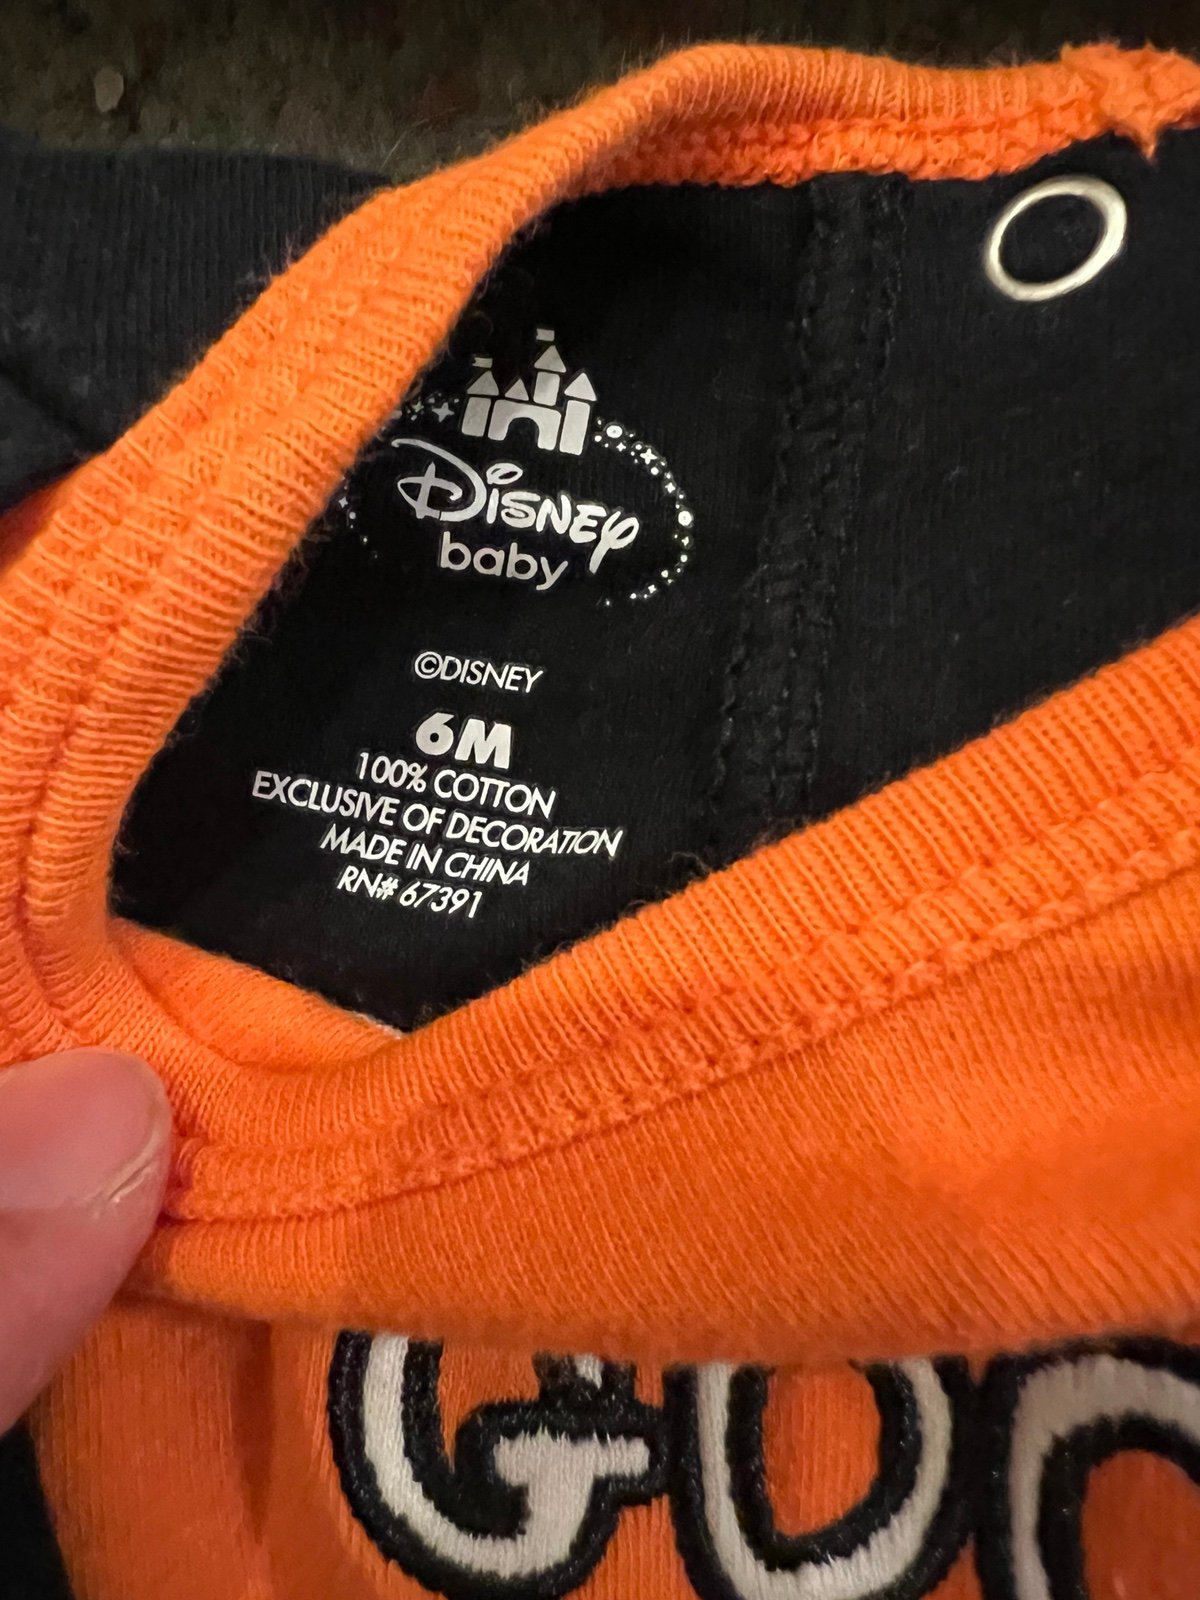 Disney
baby
©DISNEY
6M
100% COTTON
EXCLUSIVE OF DECORATION
MADE IN CHINA
RN# 67391